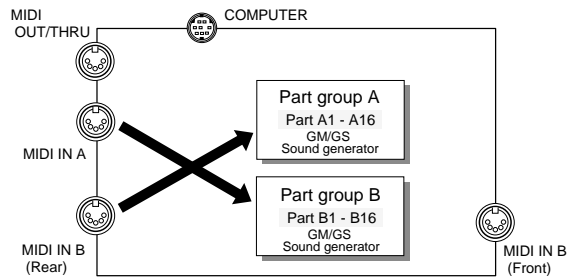 MIDI
OUT/THRU
COMPUTER
Part group A
Part A1 - A16
GM/GS
Sound generator
MIDI IN A
Part group B
Part B1 - B16
GM/GS
Sound generator
MIDI IN B
(Rear)
MIDI IN B
(Front)